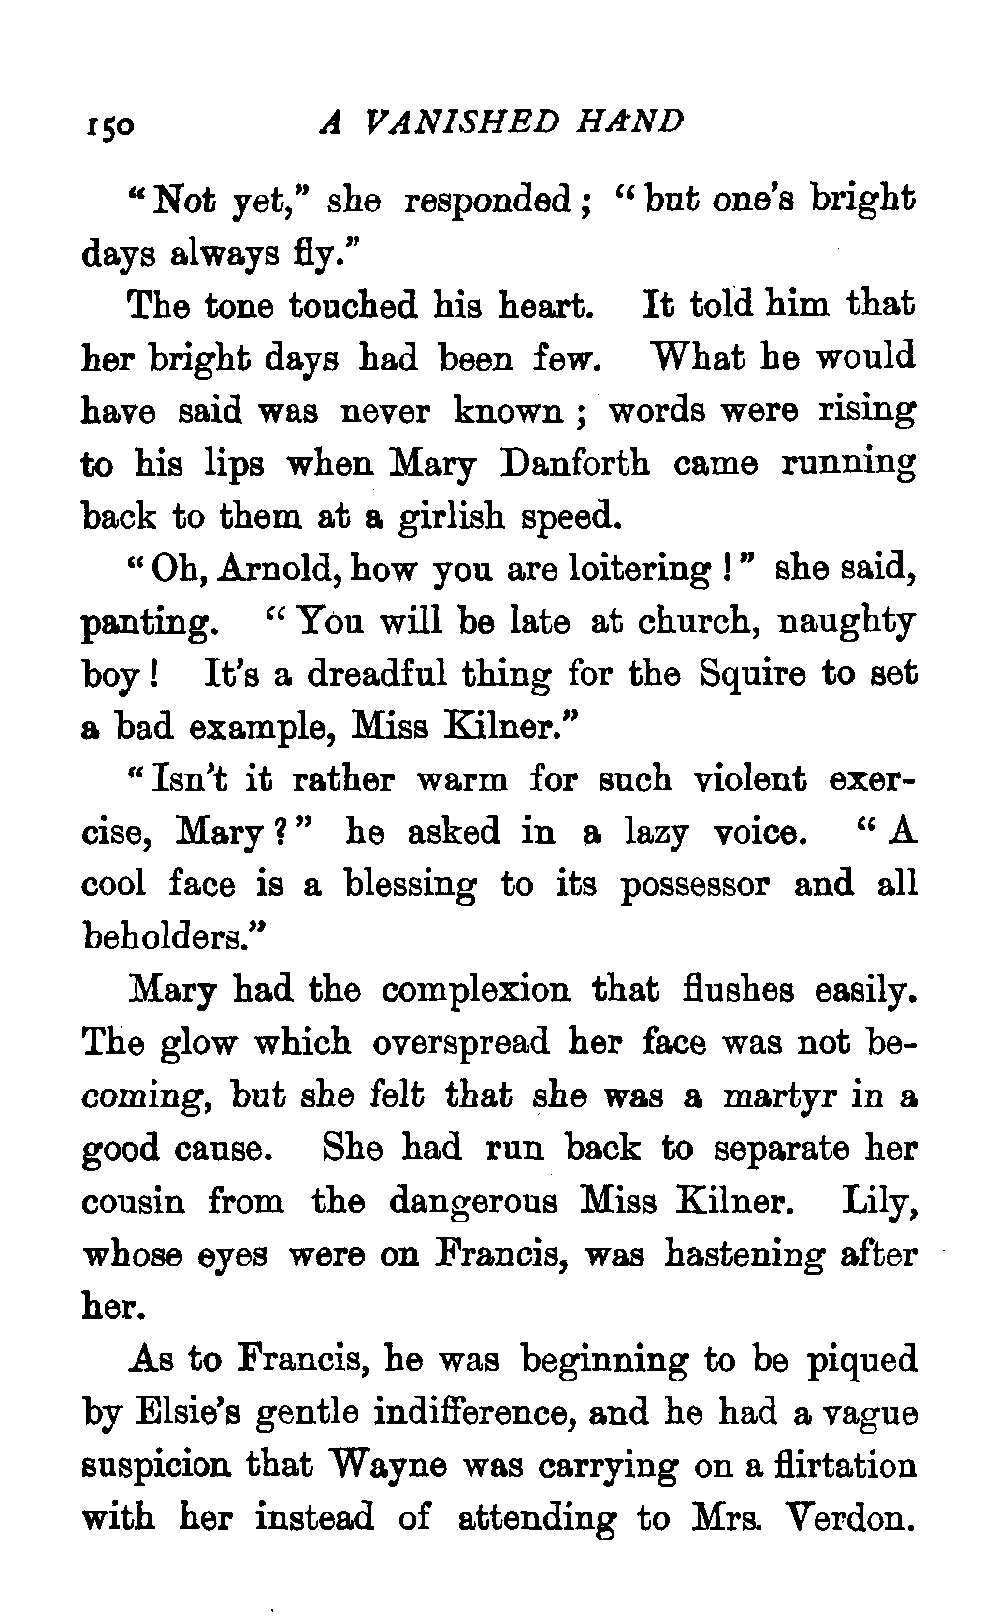 150 A VANISHED HAND
"Not yet," she responded; "but one's bright
days always fly."
The tone touched his heart. It told him that
her bright days had been few. What he would
have said was never known; words were rising
to his lips when Mary Danforth came running
back to them at a girlish speed.
"Oh, Arnold, how you are loitering!" she said,
panting. "You will be late at church, naughty
boy! It's a dreadful thing for the Squire to set
a bad example, Miss Kilner."
"Isn't it rather warm for such violent exer-
cise, Mary?" he asked in a lazy voice. "A
cool face is a blessing to its possessor and all
beholders."
Mary had the complexion that flushes easily.
The glow which overspread her face was not be-
coming, but she felt that she was a martyr in a
good cause. She had run back to separate her
cousin from the dangerous Miss Kilner. Lily,
whose eyes were on Francis, was hastening after
her.
As to Francis, he was beginning to be piqued
by Elsie's gentle indifference, and he had a vague
suspicion that Wayne was carrying on a flirtation
with her instead of attending to Mrs. Verdon.